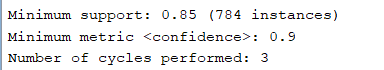 Minimum support: 0.85 (784 instances)
Minimum metric <confidence>: 0.9
Number of cycles performed: 3